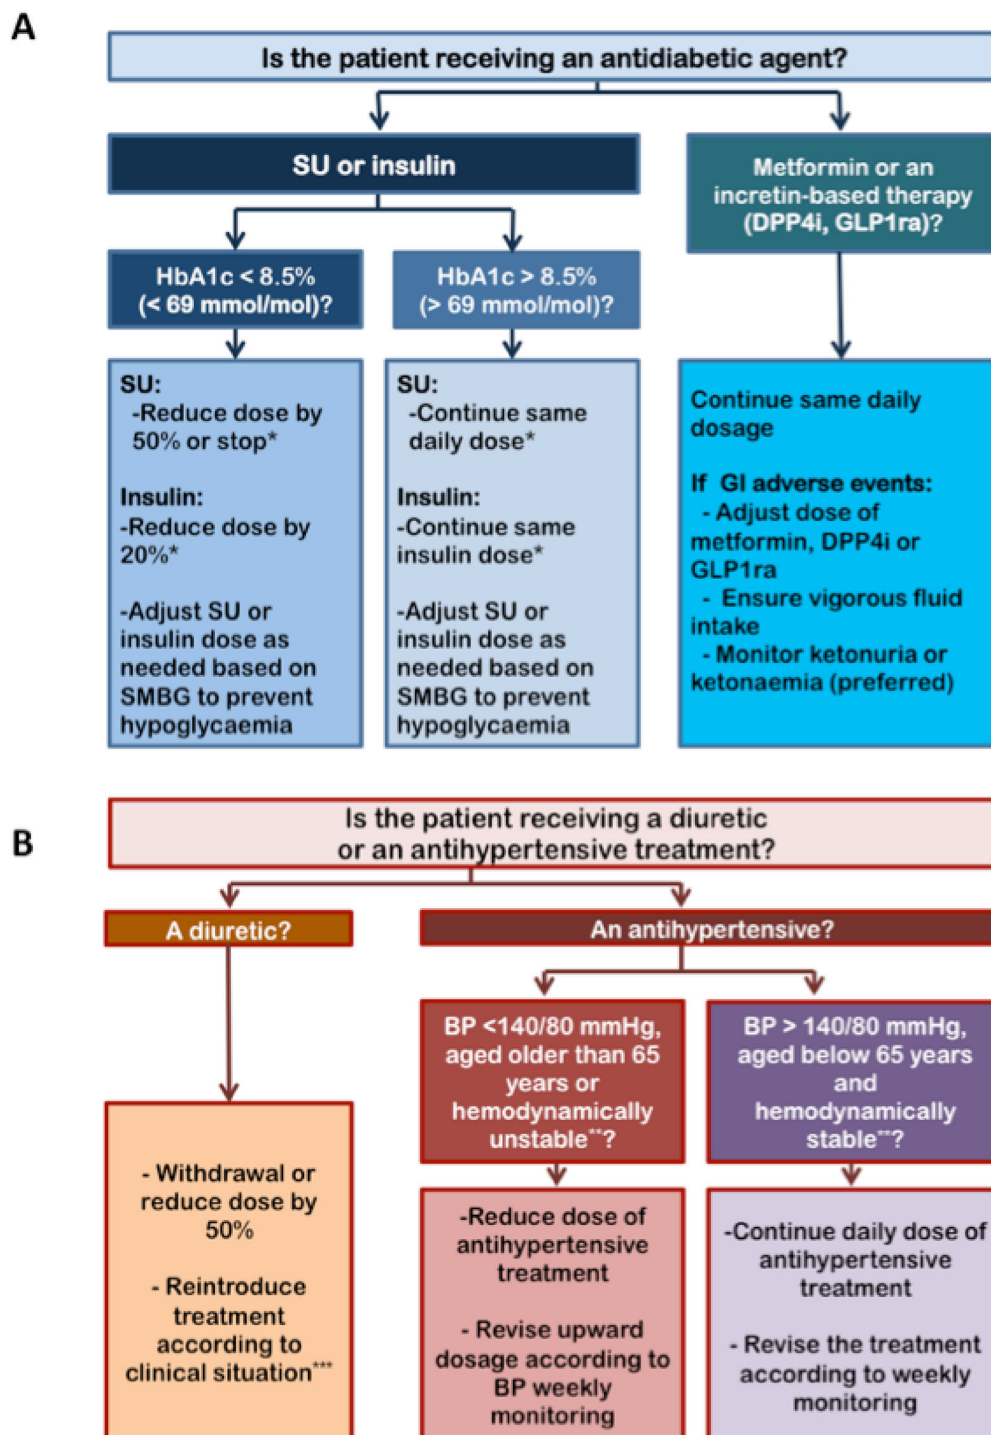 A
Is the patient receiving an antidiabetic agent?
SU or insulin
Metformin or an
incretin-based therapy
(DPP4i, GLP1ra)?
HbA1c < 8.5%
(< 69 mmol/mol)?
HbA1c > 8.5%
(> 69 mmol/mol)?
SU:
-Reduce dose by
50% or stop*
Insulin:
-Reduce dose by
20%*
-Adjust SU or
insulin dose as
needed based on
SMBG to prevent
hypoglycaemia
SU:
-Continue same
daily dose*
Insulin:
-Continue same
insulin dose*
-Adjust SU or
insulin dose as
needed based on
SMBG to prevent
hypoglycaemia
Continue same daily
dosage
If GI adverse events:
- Adjust dose of
metformin, DPP4i or
GLP1ra
- Ensure vigorous fluid
intake
- Monitor ketonuria or
ketonaemia (preferred)
B
Is the patient receiving a diuretic
or an antihypertensive treatment?
A diuretic?
An antihypertensive?
BP <140/80 mmHg,
aged older than 65
years or
hemodynamically
unstable**?
BP > 140/80 mmHg,
aged below 65 years
and
hemodynamically
stable**?
- Withdrawal or
reduce dose by
50%
- Reintroduce
treatment
according to
clinical situation***
-Reduce dose of
antihypertensive
treatment
- Revise upward
dosage according to
BP weekly
monitoring
-Continue daily dose of
antihypertensive
treatment
- Revise the treatment
according to weekly
monitoring